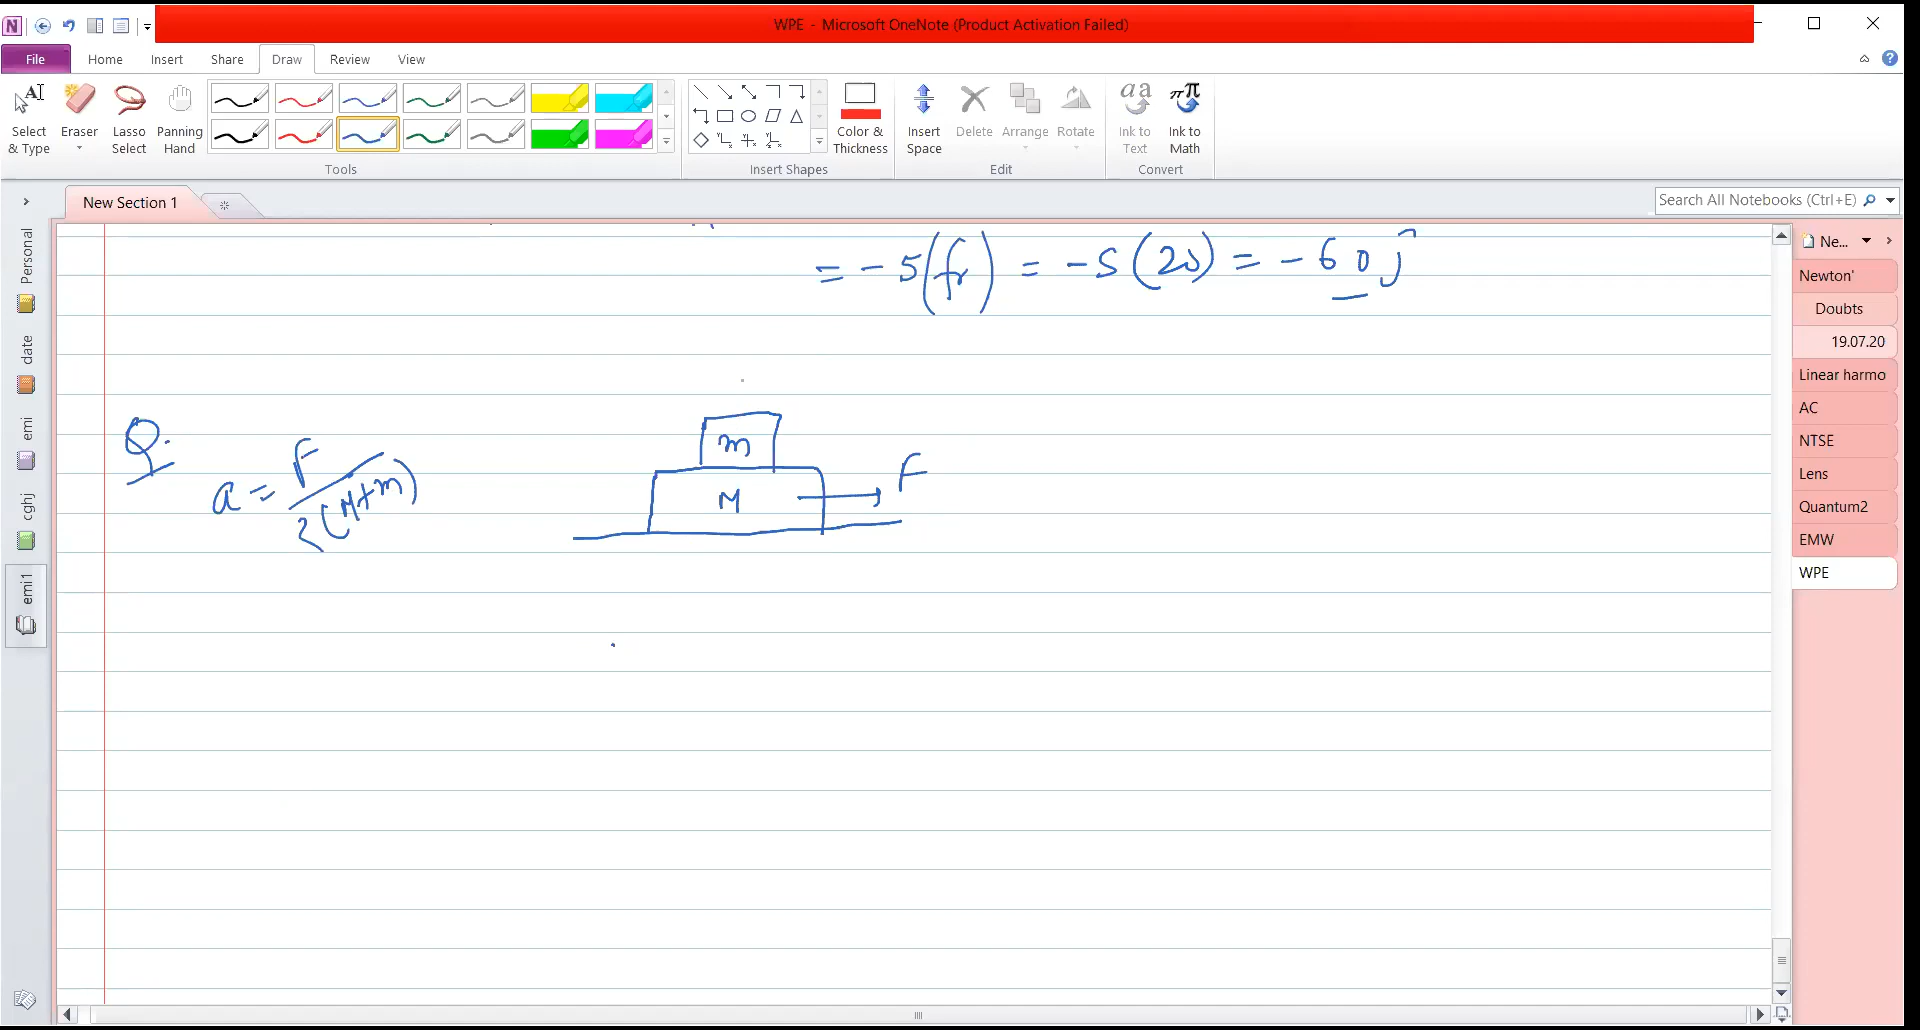 WPE - Microsoft OneNote (Product Activation Failed)
File Home Insert Share Draw Review View
Select & Type
Eraser
Lasso Select
Panning Hand
Color & Thickness
Insert Space
Delete
Arrange
Rotate
Ink to Text
Ink to Math
Tools
Insert Shapes
Edit
Convert
New Section 1
Search All Notebooks (Ctrl+E)
Personal
date
emi
cghj
emi1
Ne...
Newton'
Doubts
19.07.20
Linear harmo
AC
NTSE
Lens
Quantum2
EMW
WPE
= -5(fr) = -5(20) = -60 J
Q.
a = F/2(M+m)
m
M
F